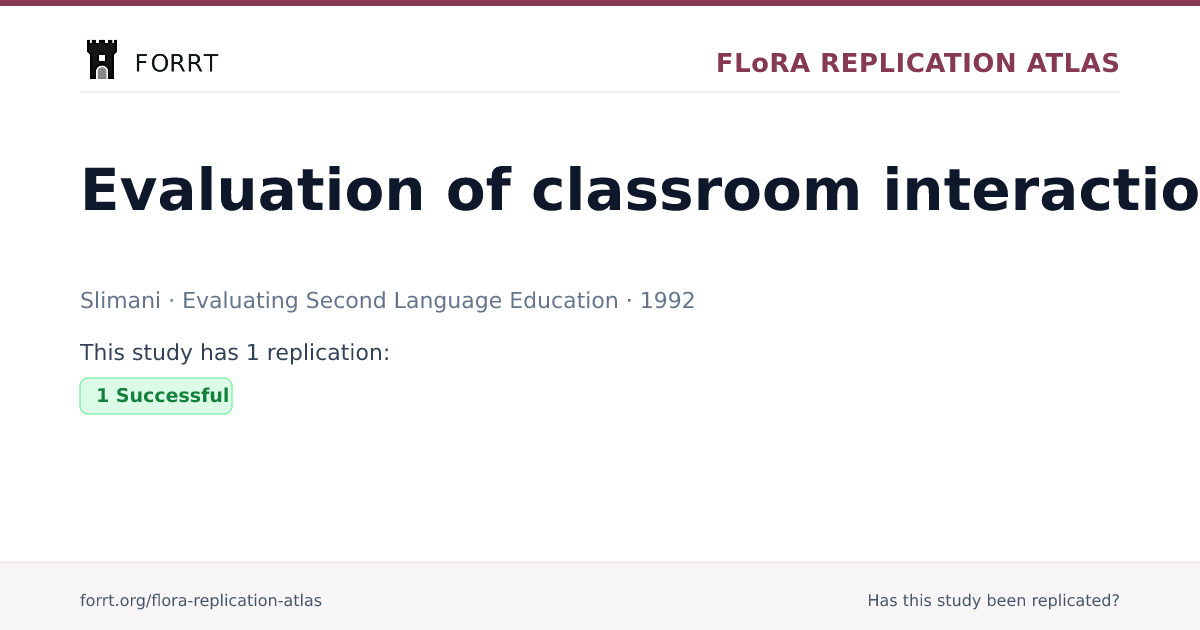 FORRT
FLoRA REPLICATION ATLAS
Evaluation of classroom interactio
Slimani · Evaluating Second Language Education · 1992
This study has 1 replication:
1 Successful
forrt.org/flora-replication-atlas
Has this study been replicated?